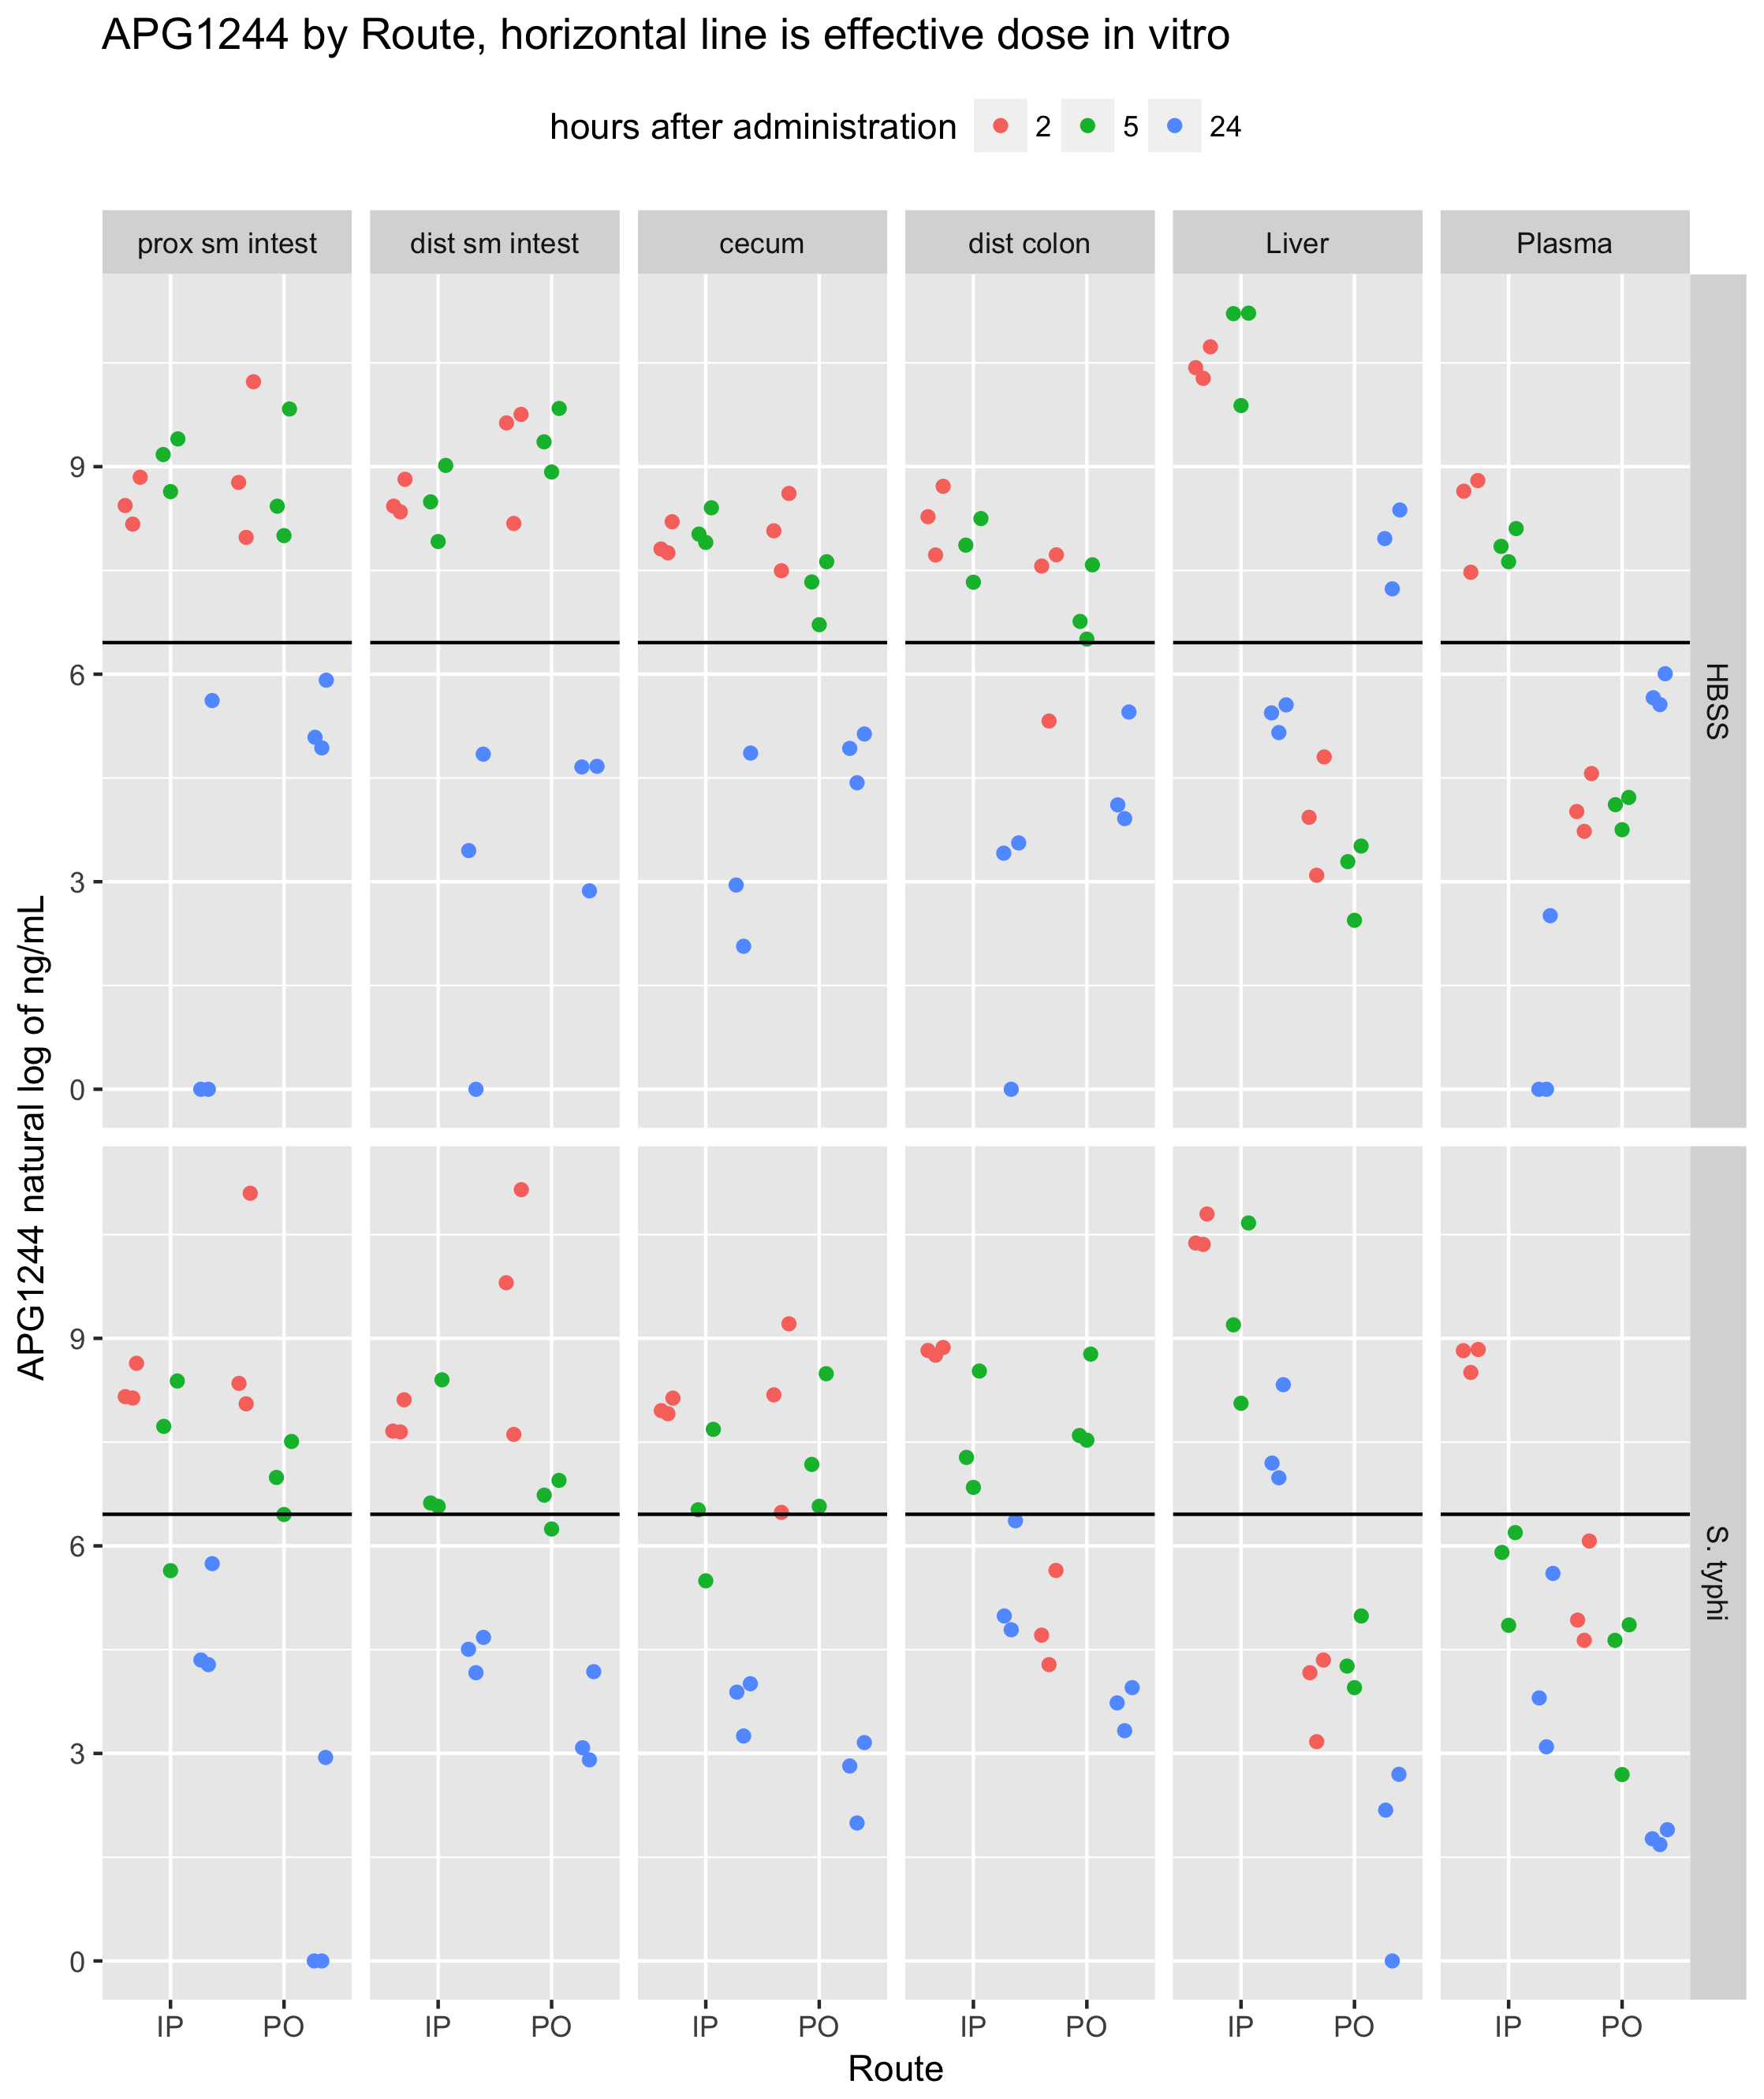 APG1244 by Route, horizontal line is effective dose in vitro
hours after administration 2 5 24
prox sm intest dist sm intest cecum dist colon Liver Plasma
9
6
3
0
HBSS
9
6
3
0
S. typhi
APG1244 natural log of ng/mL
IP PO IP PO IP PO IP PO IP PO IP PO
Route